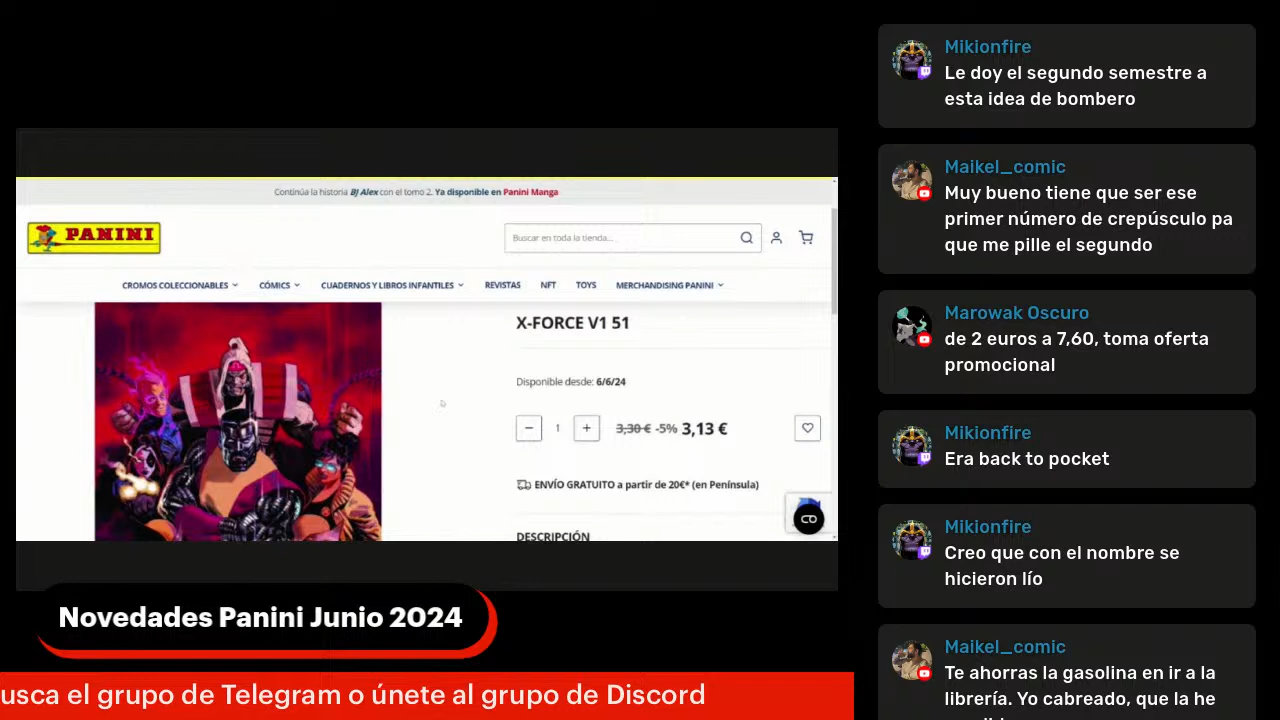 Continúa la historia BJ Alex con el tomo 2. Ya disponible en Panini Manga
PANINI
Buscar en toda la tienda...
CROMOS COLECCIONABLES
CÓMICS
CUADERNOS Y LIBROS INFANTILES
REVISTAS
NFT
TOYS
MERCHANDISING PANINI
X-FORCE V1 51
Disponible desde: 6/6/24
− 1 + 3,30 € -5% 3,13 €
ENVÍO GRATUITO a partir de 20€* (en Península)
DESCRIPCIÓN
Novedades Panini Junio 2024
usca el grupo de Telegram o únete al grupo de Discord
Mikionfire
Le doy el segundo semestre a
esta idea de bombero
Maikel_comic
Muy bueno tiene que ser ese
primer número de crepúsculo pa
que me pille el segundo
Marowak Oscuro
de 2 euros a 7,60, toma oferta
promocional
Mikionfire
Era back to pocket
Mikionfire
Creo que con el nombre se
hicieron lío
Maikel_comic
Te ahorras la gasolina en ir a la
librería. Yo cabreado, que la he